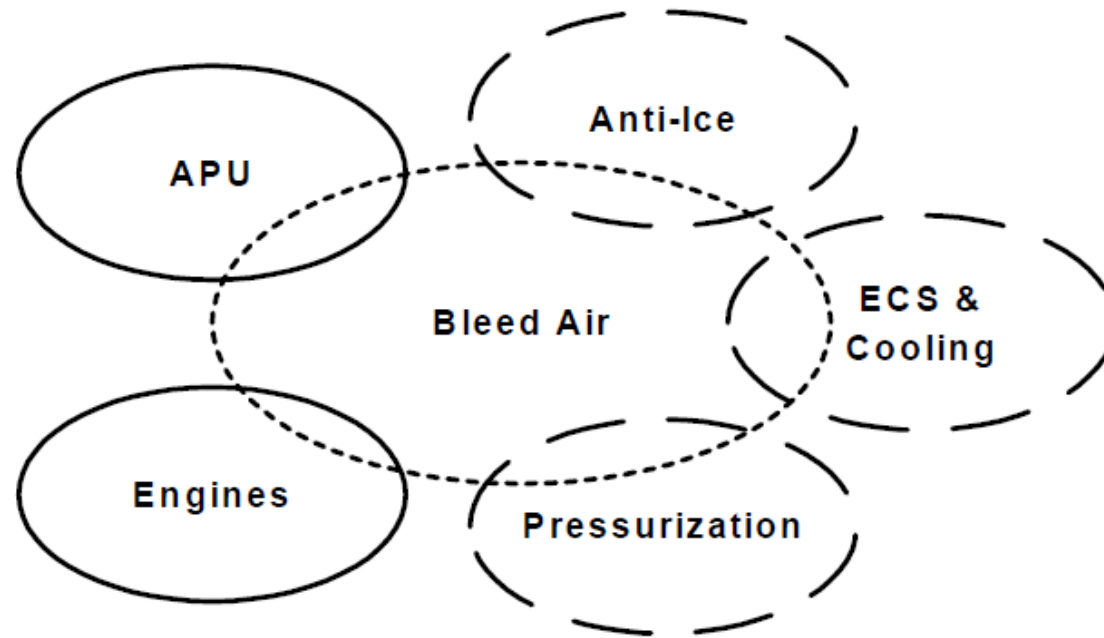 Anti-Ice
APU
ECS &
Cooling
Bleed Air
Engines
Pressurization